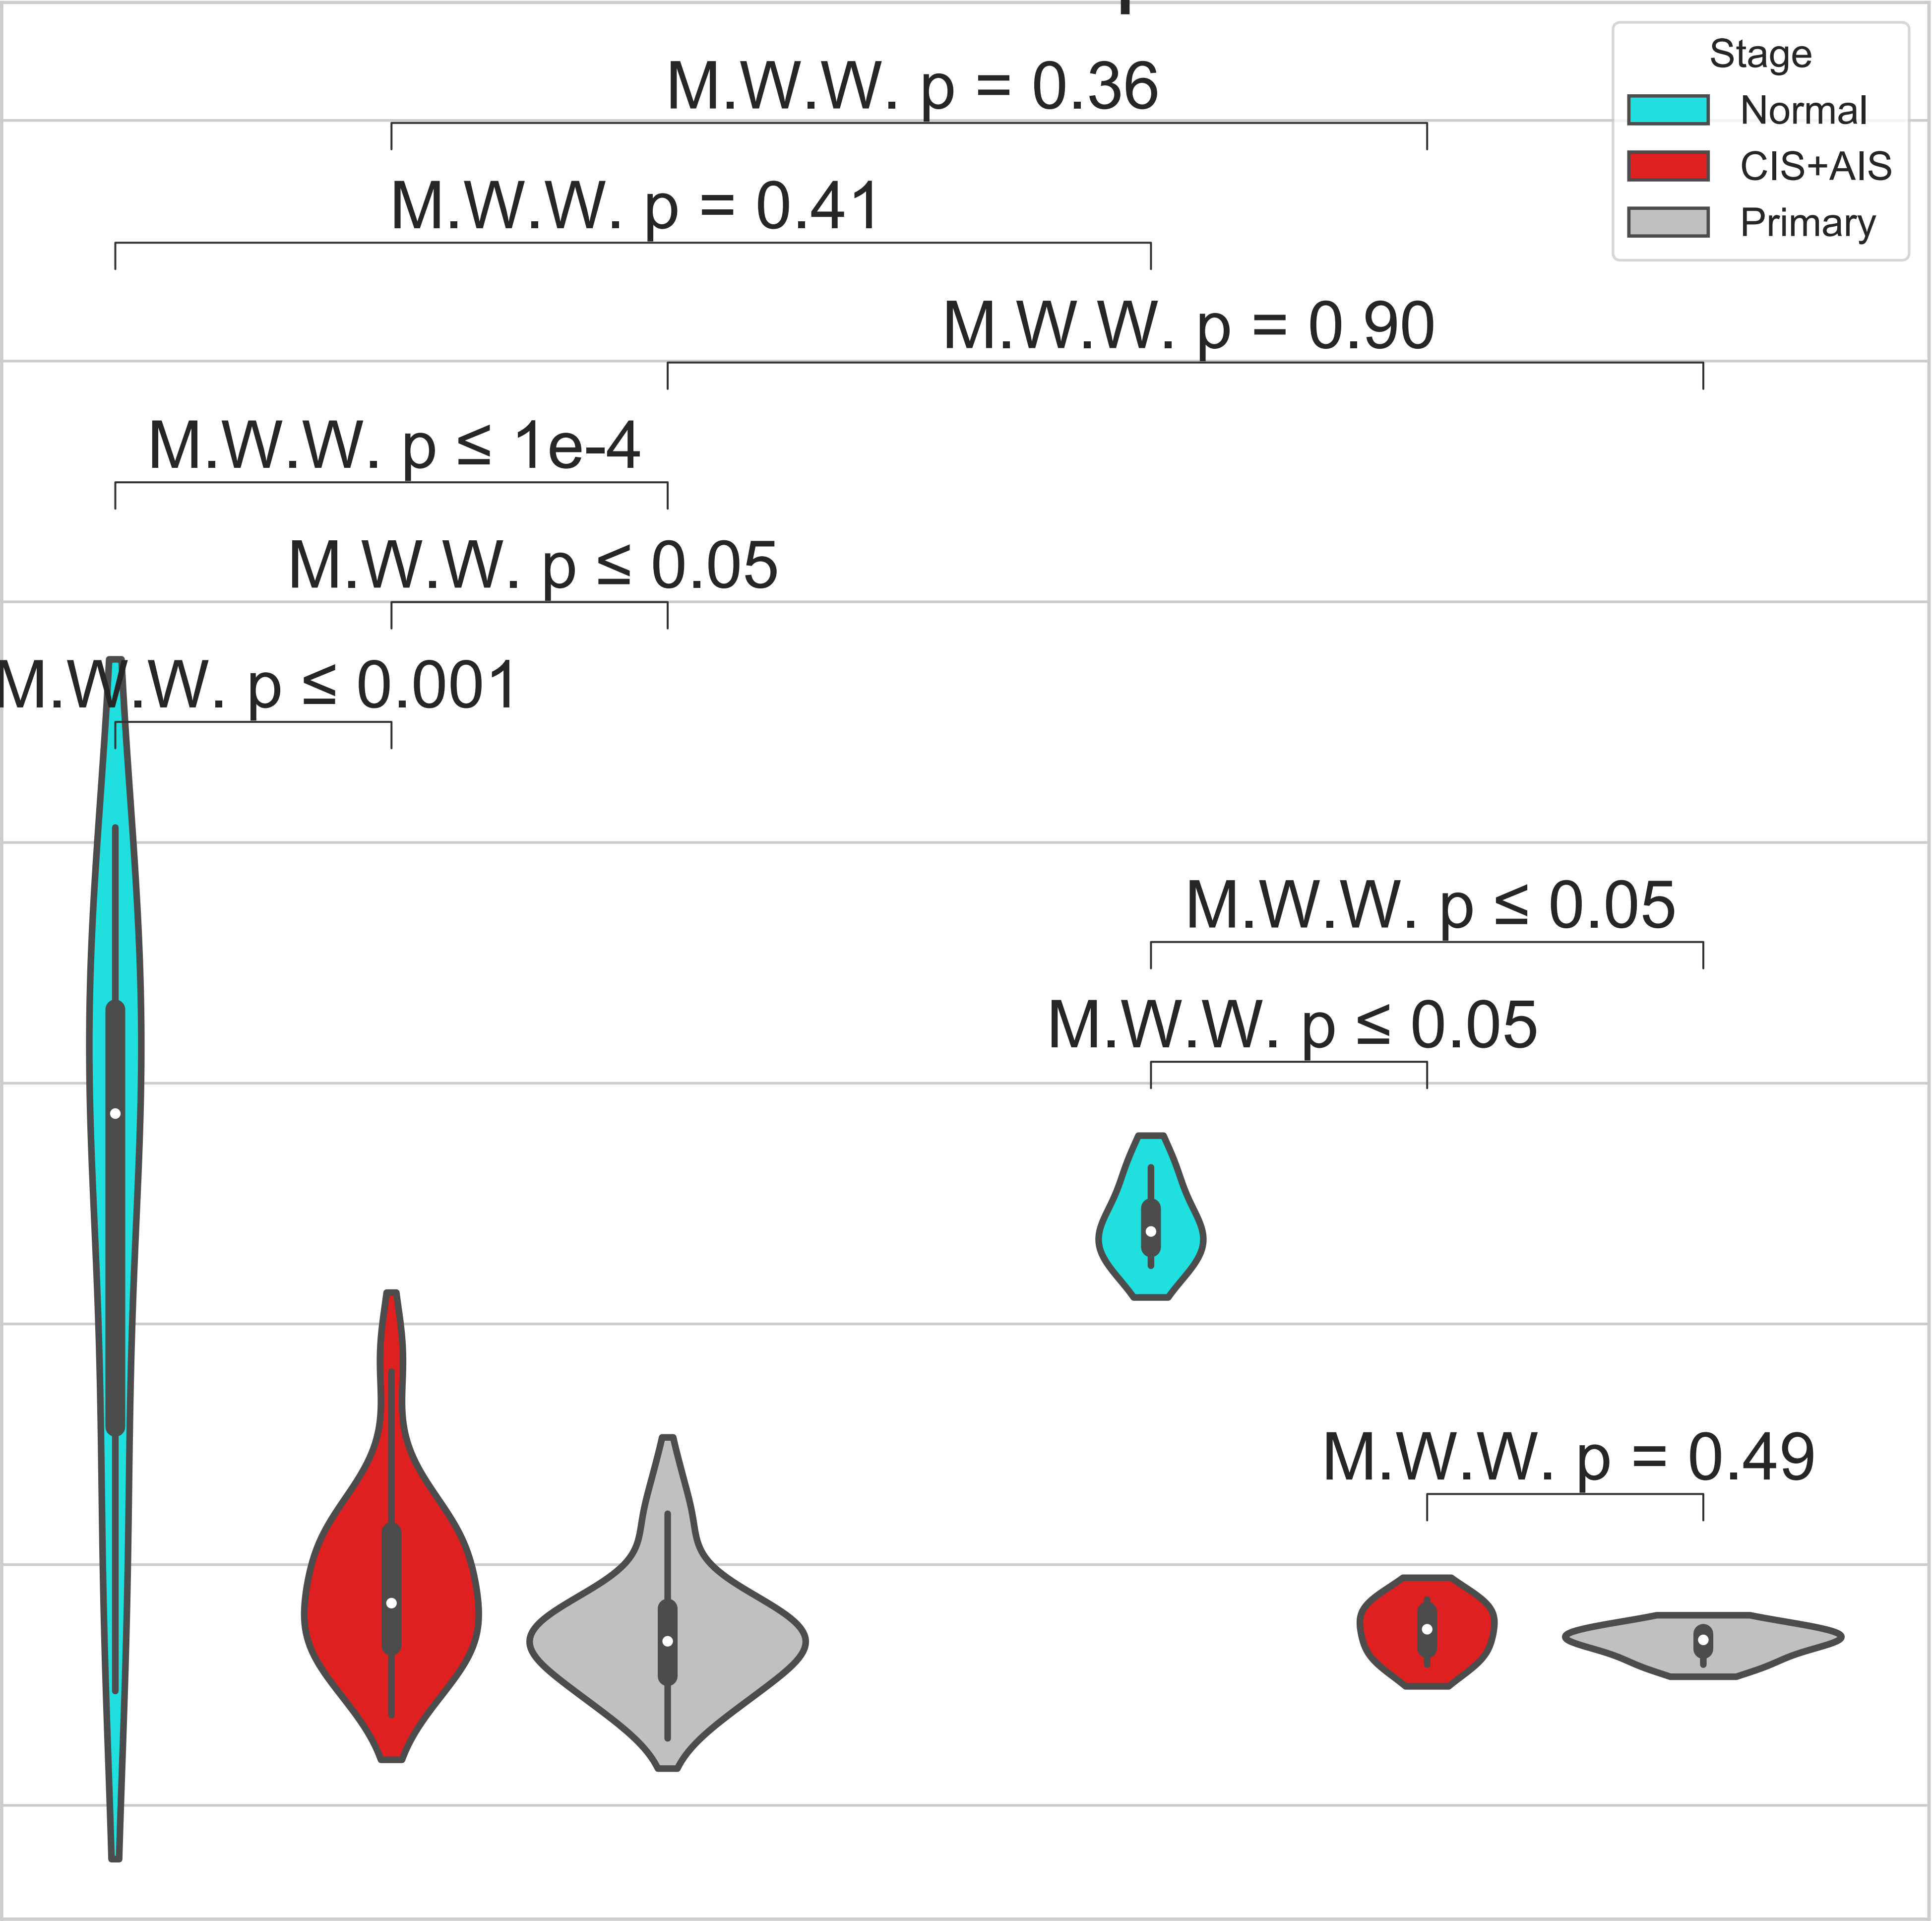 M.W.W. p = 0.36
Stage
Normal
CIS+AIS
Primary
M.W.W. p = 0.41
M.W.W. p = 0.90
M.W.W. p ≤ 1e-4
M.W.W. p ≤ 0.05
M.W.W. p ≤ 0.001
M.W.W. p ≤ 0.05
M.W.W. p ≤ 0.05
M.W.W. p = 0.49